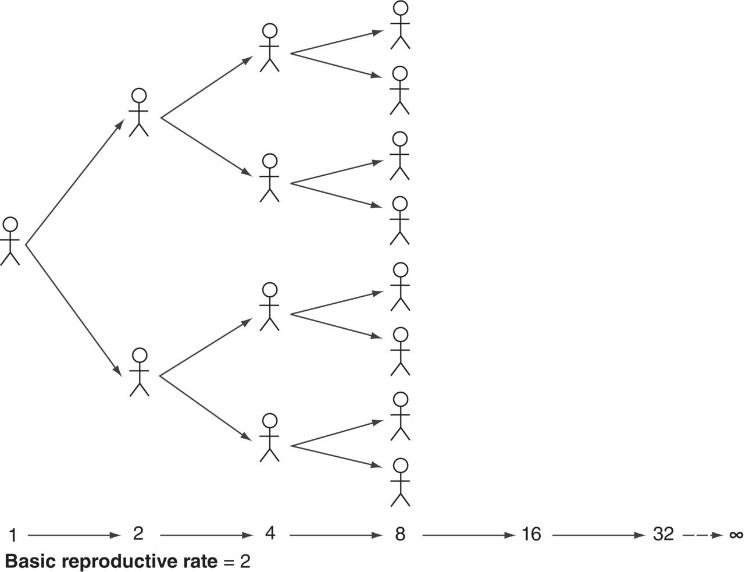 1 2 4 8 16 32 ∞
Basic reproductive rate = 2